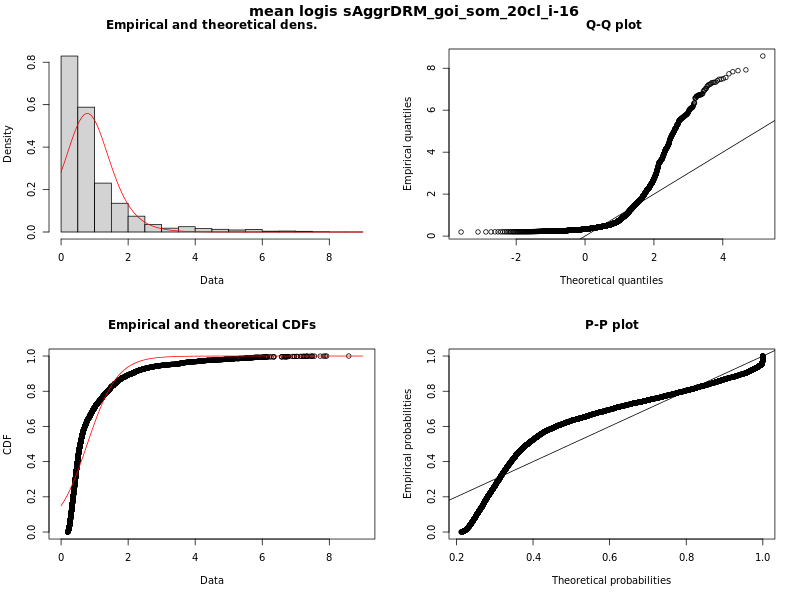 mean logis sAggrDRM_goi_som_20cl_i-16
Empirical and theoretical dens.
Density
0.0 0.2 0.4 0.6 0.8
0 2 4 6 8
Data
Q-Q plot
Empirical quantiles
0 2 4 6 8
-2 0 2 4
Theoretical quantiles
Empirical and theoretical CDFs
CDF
0.0 0.2 0.4 0.6 0.8 1.0
0 2 4 6 8
Data
P-P plot
Empirical probabilities
0.0 0.2 0.4 0.6 0.8 1.0
0.2 0.4 0.6 0.8 1.0
Theoretical probabilities